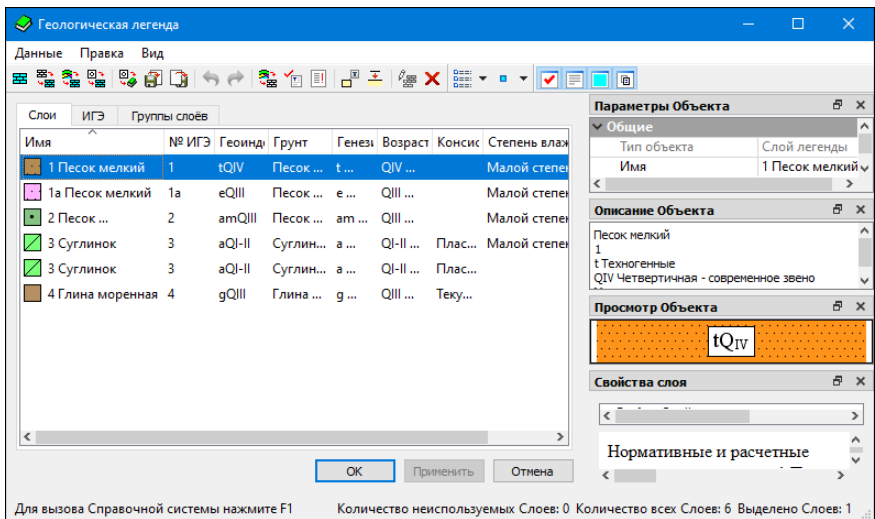 Геологическая легенда
Данные Правка Вид
Слои ИГЭ Группы слоёв
Имя № ИГЭ Геоинд Грунт Генезі Возраст Консис Степень влаж
1 Песок мелкий 1 tQIV Песок ... t ... QIV ... Малой степен
1а Песок мелкий 1а eQIII Песок ... e ... QIII ... Малой степен
2 Песок ... 2 amQIII Песок ... am ... QIII ... Малой степен
3 Суглинок 3 aQI-II Суглин... a ... QI-II ... Плас... Малой степен
3 Суглинок 3 aQI-II Суглин... a ... QI-II ... Плас...
4 Глина моренная 4 gQIII Глина ... g ... QIII ... Теку...
ОК Применить Отмена
Параметры Объекта
Общие
Тип объекта Слой легенды
Имя 1 Песок мелкий
Описание Объекта
Песок мелкий
1
t Техногенные
QIV Четвертичная - современное звено
Просмотр Объекта
tQIV
Свойства слоя
Нормативные и расчетные
Для вызова Справочной системы нажмите F1 Количество неиспользуемых Слоев: 0 Количество всех Слоев: 6 Выделено Слоев: 1